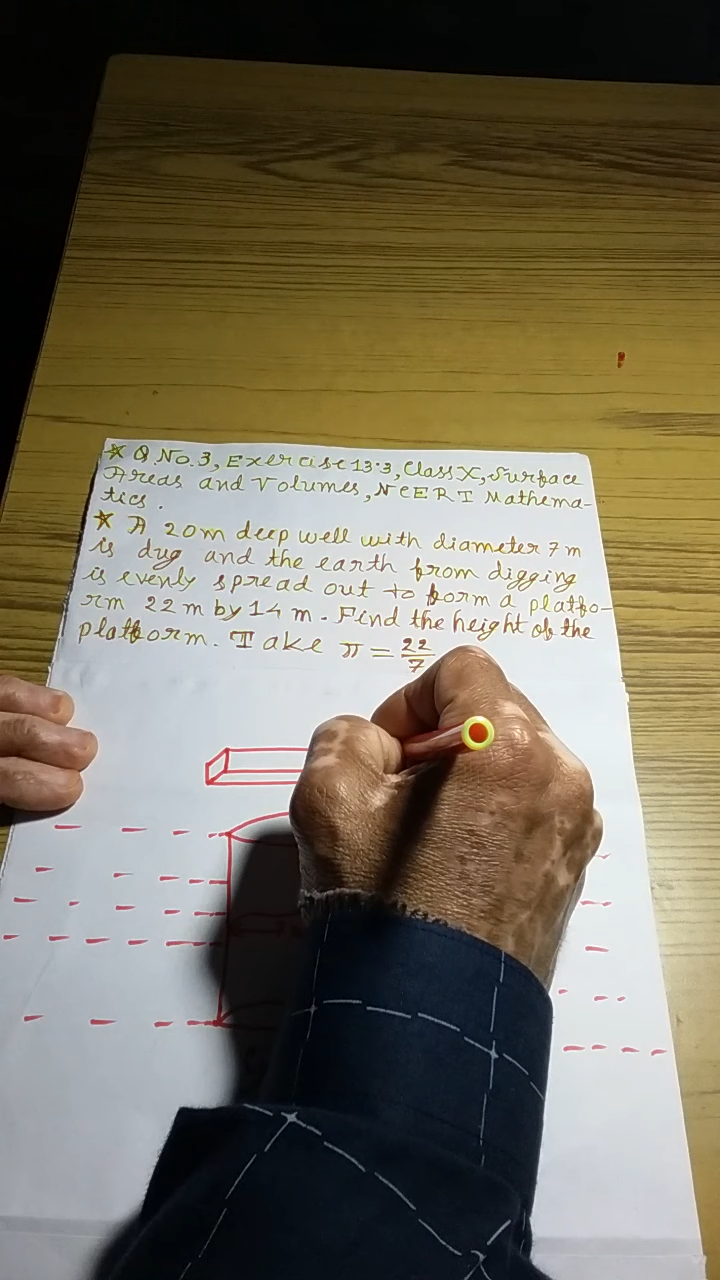 * Q.No.3, Exercise 13.3, Class X, Surface
Areas and Volumes, NCERT Mathema-
tics.
* A 20m deep well with diameter 7m
is dug and the earth from digging
is evenly spread out to form a platfo-
rm 22m by 14m. Find the height of the
platform. Take π = 22/7